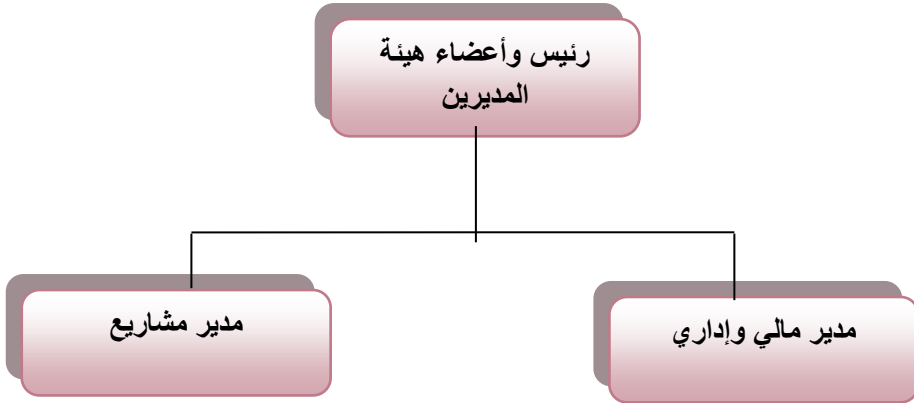 رئيس وأعضاء هيئة
المديرين
مدير مالي وإداري
مدير مشاريع